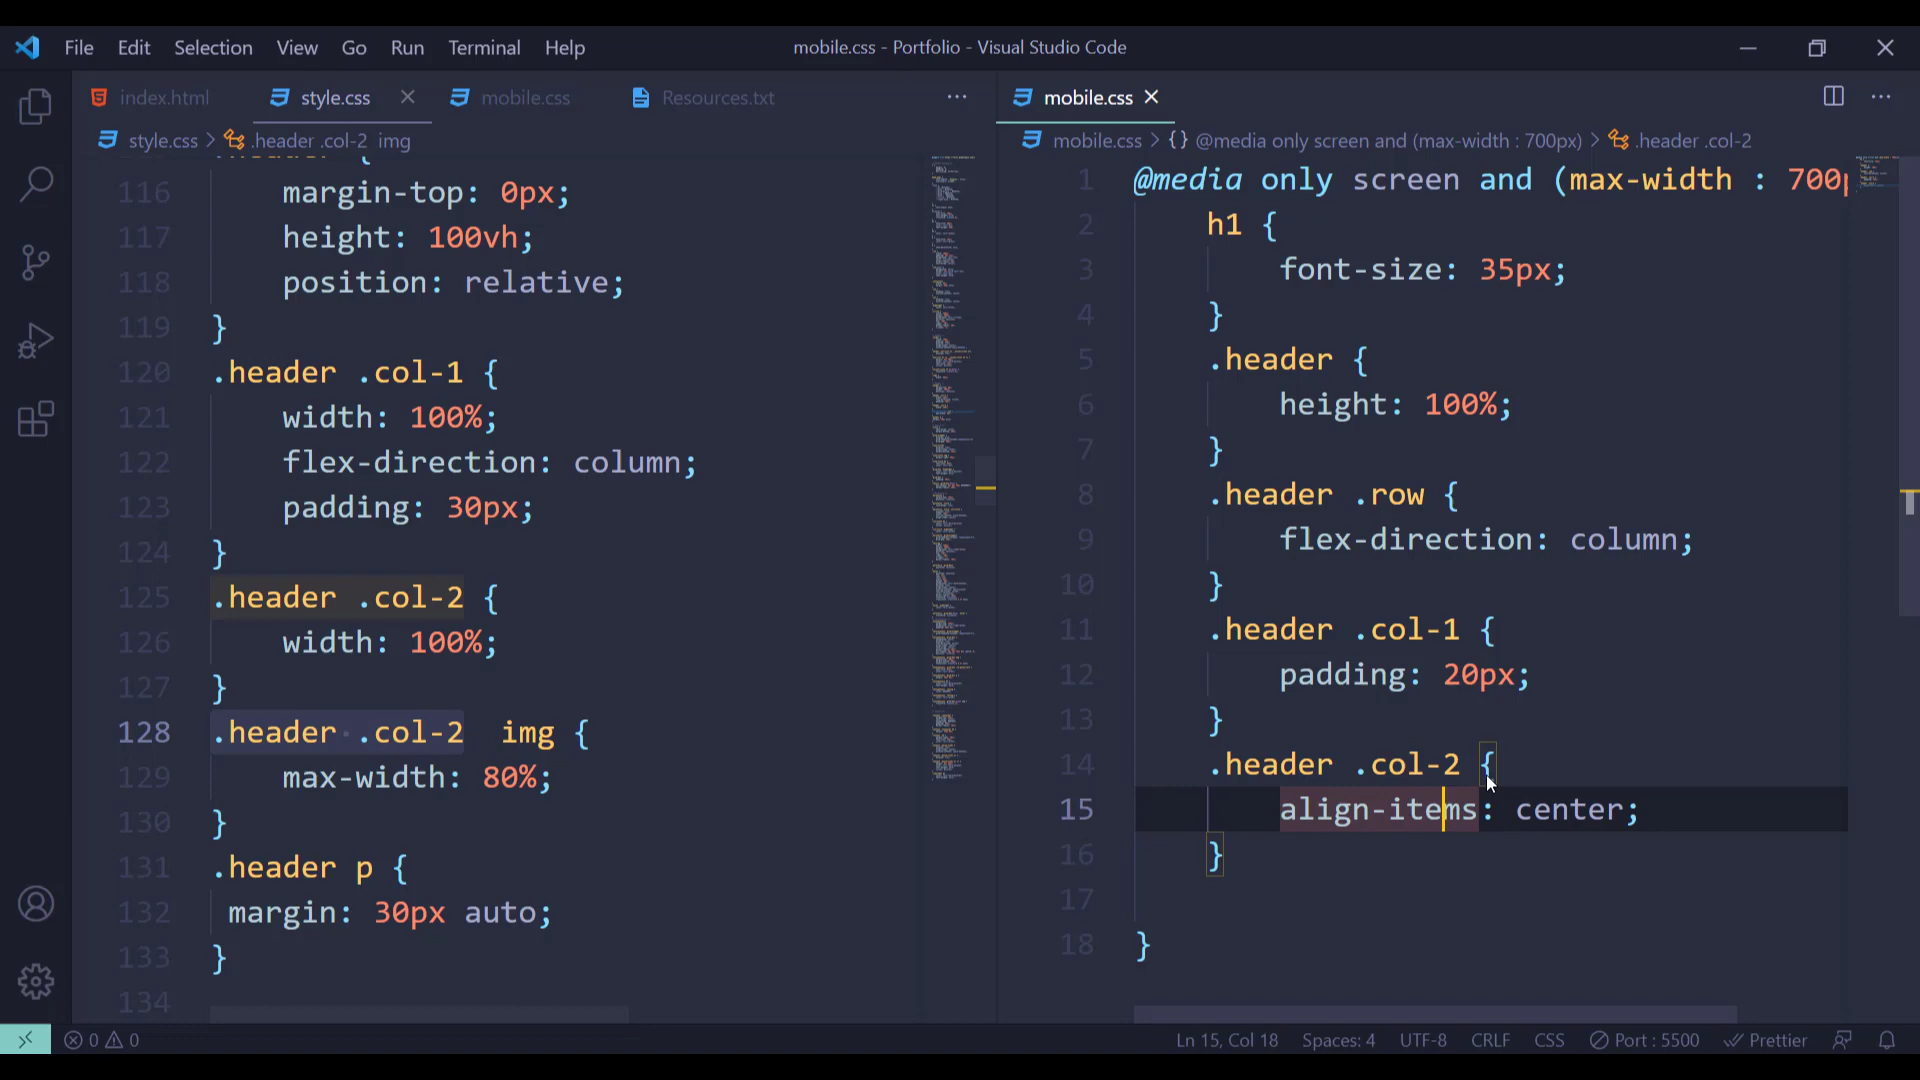 File Edit Selection View Go Run Terminal Help
mobile.css - Portfolio - Visual Studio Code
index.html style.css mobile.css Resources.txt
style.css > .header .col-2 img
116 margin-top: 0px;
117 height: 100vh;
118 position: relative;
119 }
120 .header .col-1 {
121 width: 100%;
122 flex-direction: column;
123 padding: 30px;
124 }
125 .header .col-2 {
126 width: 100%;
127 }
128 .header .col-2  img {
129 max-width: 80%;
130 }
131 .header p {
132 margin: 30px auto;
133 }
134
mobile.css
mobile.css > {} @media only screen and (max-width : 700px) > .header .col-2
1 @media only screen and (max-width : 700p
2 h1 {
3 font-size: 35px;
4 }
5 .header {
6 height: 100%;
7 }
8 .header .row {
9 flex-direction: column;
10 }
11 .header .col-1 {
12 padding: 20px;
13 }
14 .header .col-2 {
15 align-items: center;
16 }
17
18 }
0 0 Ln 15, Col 18 Spaces: 4 UTF-8 CRLF CSS Port : 5500 Prettier